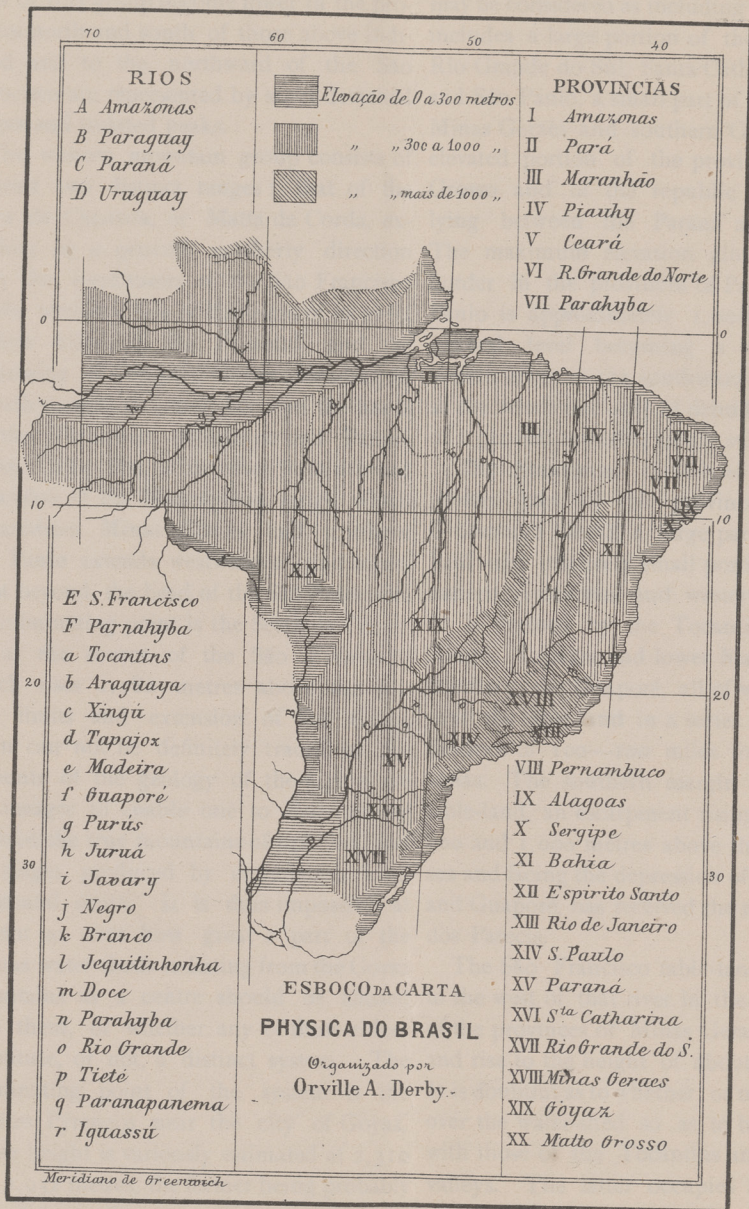 70 60 50 40
RIOS
A Amazonas
B Paraguay
C Paraná
D Uruguay
Elevação de 0 a 300 metros
„ „ 300 a 1000 „
„ „ mais de 1000 „
PROVINCIAS
I Amazonas
II Pará
III Maranhão
IV Piauhy
V Ceará
VI R. Grande do Norte
VII Parahyba
0 0
I II III IV V VI VII VII IX X XI
10 10
XX XIX XII XVIII XIII XIV XV XVI XVII
20 20
30 30
E S. Francisco
F Parnahyba
a Tocantins
b Araguaya
c Xingú
d Tapajoz
e Madeira
f Guaporé
g Purús
h Juruá
i Javary
j Negro
k Branco
l Jequitinhonha
m Doce
n Parahyba
o Rio Grande
p Tieté
q Paranapanema
r Iguassú
VIII Pernambuco
IX Alagoas
X Sergipe
XI Bahia
XII Espirito Santo
XIII Rio de Janeiro
XIV S. Paulo
XV Paraná
XVI Sta Catharina
XVII Rio Grande do S.
XVIII Minas Geraes
XIX Goyaz
XX Matto Grosso
ESBOÇO DA CARTA
PHYSICA DO BRASIL
Organizado por
Orville A. Derby.-
Meridiano de Greenwich